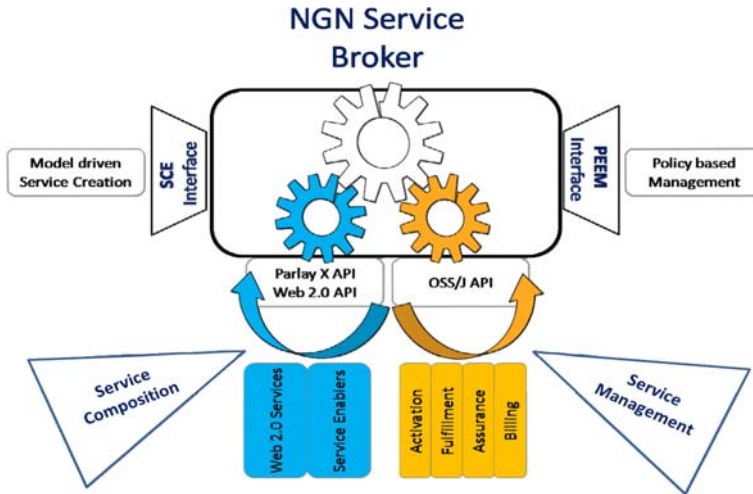 NGN Service
Broker
Model driven
Service Creation
SCE
Interface
PEEM
Interface
Policy based
Management
Parlay X API
Web 2.0 API
OSS/J API
Service
Composition
Web 2.0 Services
Service Enablers
Activation
Fulfillment
Assurance
Billing
Service
Management